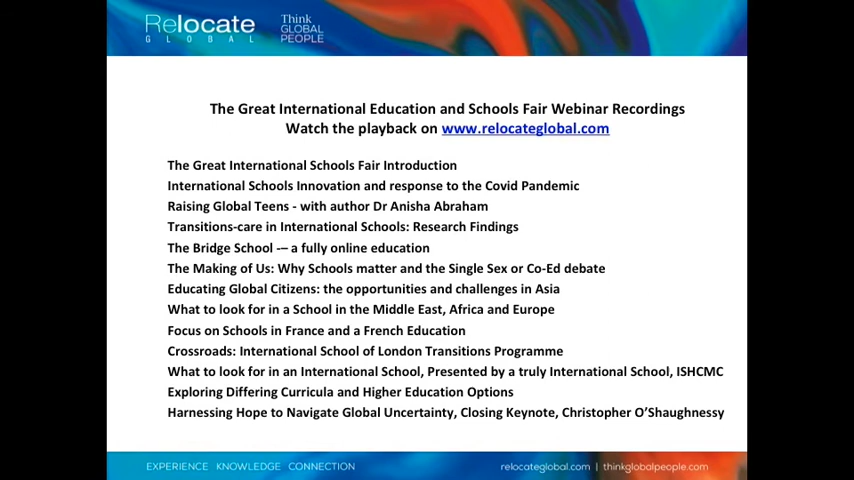 Relocate
GLOBAL
Think
GLOBAL
PEOPLE
The Great International Education and Schools Fair Webinar Recordings
Watch the playback on www.relocateglobal.com
The Great International Schools Fair Introduction
International Schools Innovation and response to the Covid Pandemic
Raising Global Teens - with author Dr Anisha Abraham
Transitions-care in International Schools: Research Findings
The Bridge School -– a fully online education
The Making of Us: Why Schools matter and the Single Sex or Co-Ed debate
Educating Global Citizens: the opportunities and challenges in Asia
What to look for in a School in the Middle East, Africa and Europe
Focus on Schools in France and a French Education
Crossroads: International School of London Transitions Programme
What to look for in an International School, Presented by a truly International School, ISHCMC
Exploring Differing Curricula and Higher Education Options
Harnessing Hope to Navigate Global Uncertainty, Closing Keynote, Christopher O’Shaughnessy
EXPERIENCE KNOWLEDGE CONNECTION
relocateglobal.com | thinkglobalpeople.com